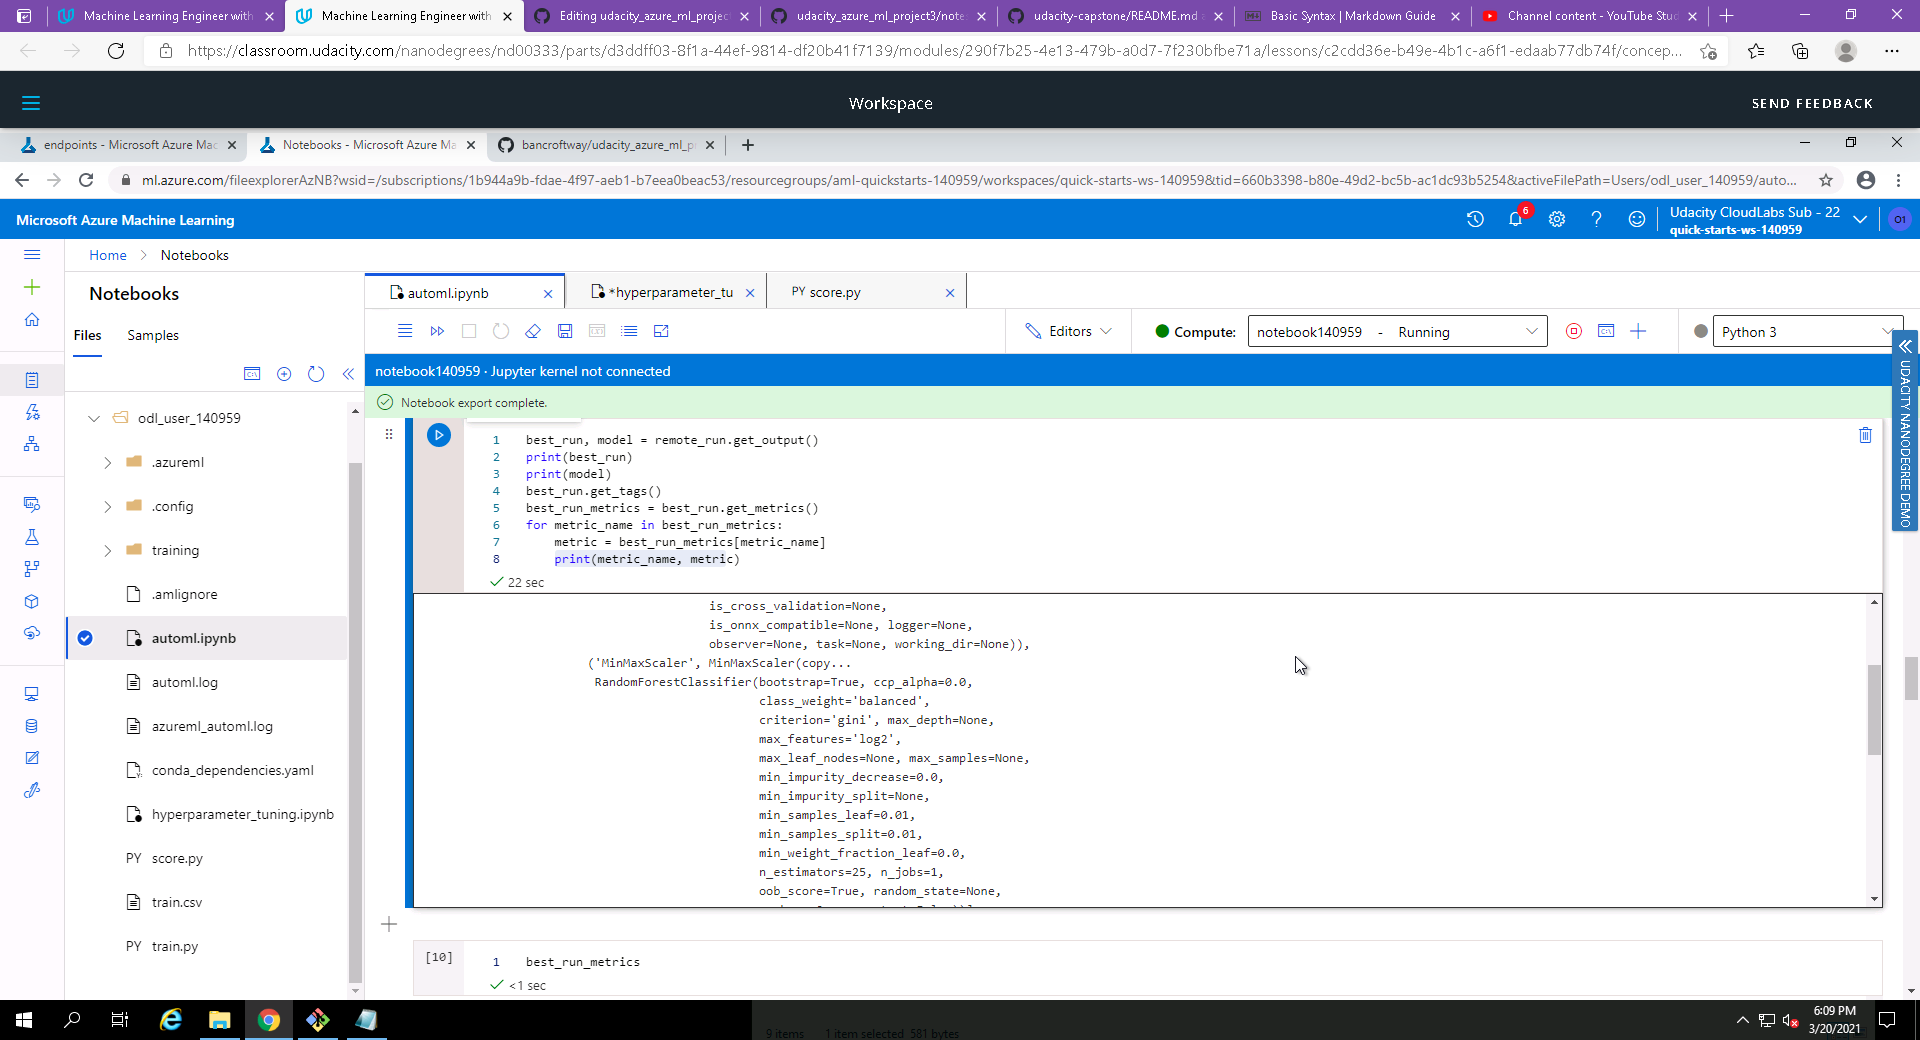 Machine Learning Engineer with
Machine Learning Engineer with
Editing udacity_azure_ml_project
udacity_azure_ml_project3/note
udacity-capstone/README.md
Basic Syntax | Markdown Guide
Channel content - YouTube Stu
https://classroom.udacity.com/nanodegrees/nd00333/parts/d3ddff03-8f1a-44ef-9814-df20b41f7139/modules/290f7b25-4e13-479b-a0d7-7f230bfbe71a/lessons/c2cdd36e-b49e-4b1c-a6f1-edaab77db74f/concep...
Workspace
SEND FEEDBACK
endpoints - Microsoft Azure Mac
Notebooks - Microsoft Azure Ma
bancroftway/udacity_azure_ml_p
ml.azure.com/fileexplorerAzNB?wsid=/subscriptions/1b944a9b-fdae-4f97-aeb1-b7eea0beac53/resourcegroups/aml-quickstarts-140959/workspaces/quick-starts-ws-140959&tid=660b3398-b80e-49d2-bc5b-ac1dc93b5254&activeFilePath=Users/odl_user_140959/auto...
Microsoft Azure Machine Learning
6
Udacity CloudLabs Sub - 22
quick-starts-ws-140959
O1
Home
Notebooks
Notebooks
Files
Samples
odl_user_140959
.azureml
.config
training
.amlignore
automl.ipynb
automl.log
azureml_automl.log
conda_dependencies.yaml
hyperparameter_tuning.ipynb
PY score.py
train.csv
PY train.py
automl.ipynb
*hyperparameter_tu
PY score.py
Editors
Compute:
notebook140959 - Running
Python 3
UDACITY NANODEGREE DEMO
notebook140959 · Jupyter kernel not connected
Notebook export complete.
1 best_run, model = remote_run.get_output()
2 print(best_run)
3 print(model)
4 best_run.get_tags()
5 best_run_metrics = best_run.get_metrics()
6 for metric_name in best_run_metrics:
7 metric = best_run_metrics[metric_name]
8 print(metric_name, metric)
22 sec
is_cross_validation=None,
is_onnx_compatible=None, logger=None,
observer=None, task=None, working_dir=None)),
('MinMaxScaler', MinMaxScaler(copy...
RandomForestClassifier(bootstrap=True, ccp_alpha=0.0,
class_weight='balanced',
criterion='gini', max_depth=None,
max_features='log2',
max_leaf_nodes=None, max_samples=None,
min_impurity_decrease=0.0,
min_impurity_split=None,
min_samples_leaf=0.01,
min_samples_split=0.01,
min_weight_fraction_leaf=0.0,
n_estimators=25, n_jobs=1,
oob_score=True, random_state=None,
[10]
1 best_run_metrics
<1 sec
9 items 1 item selected 581 bytes
6:09 PM
3/20/2021